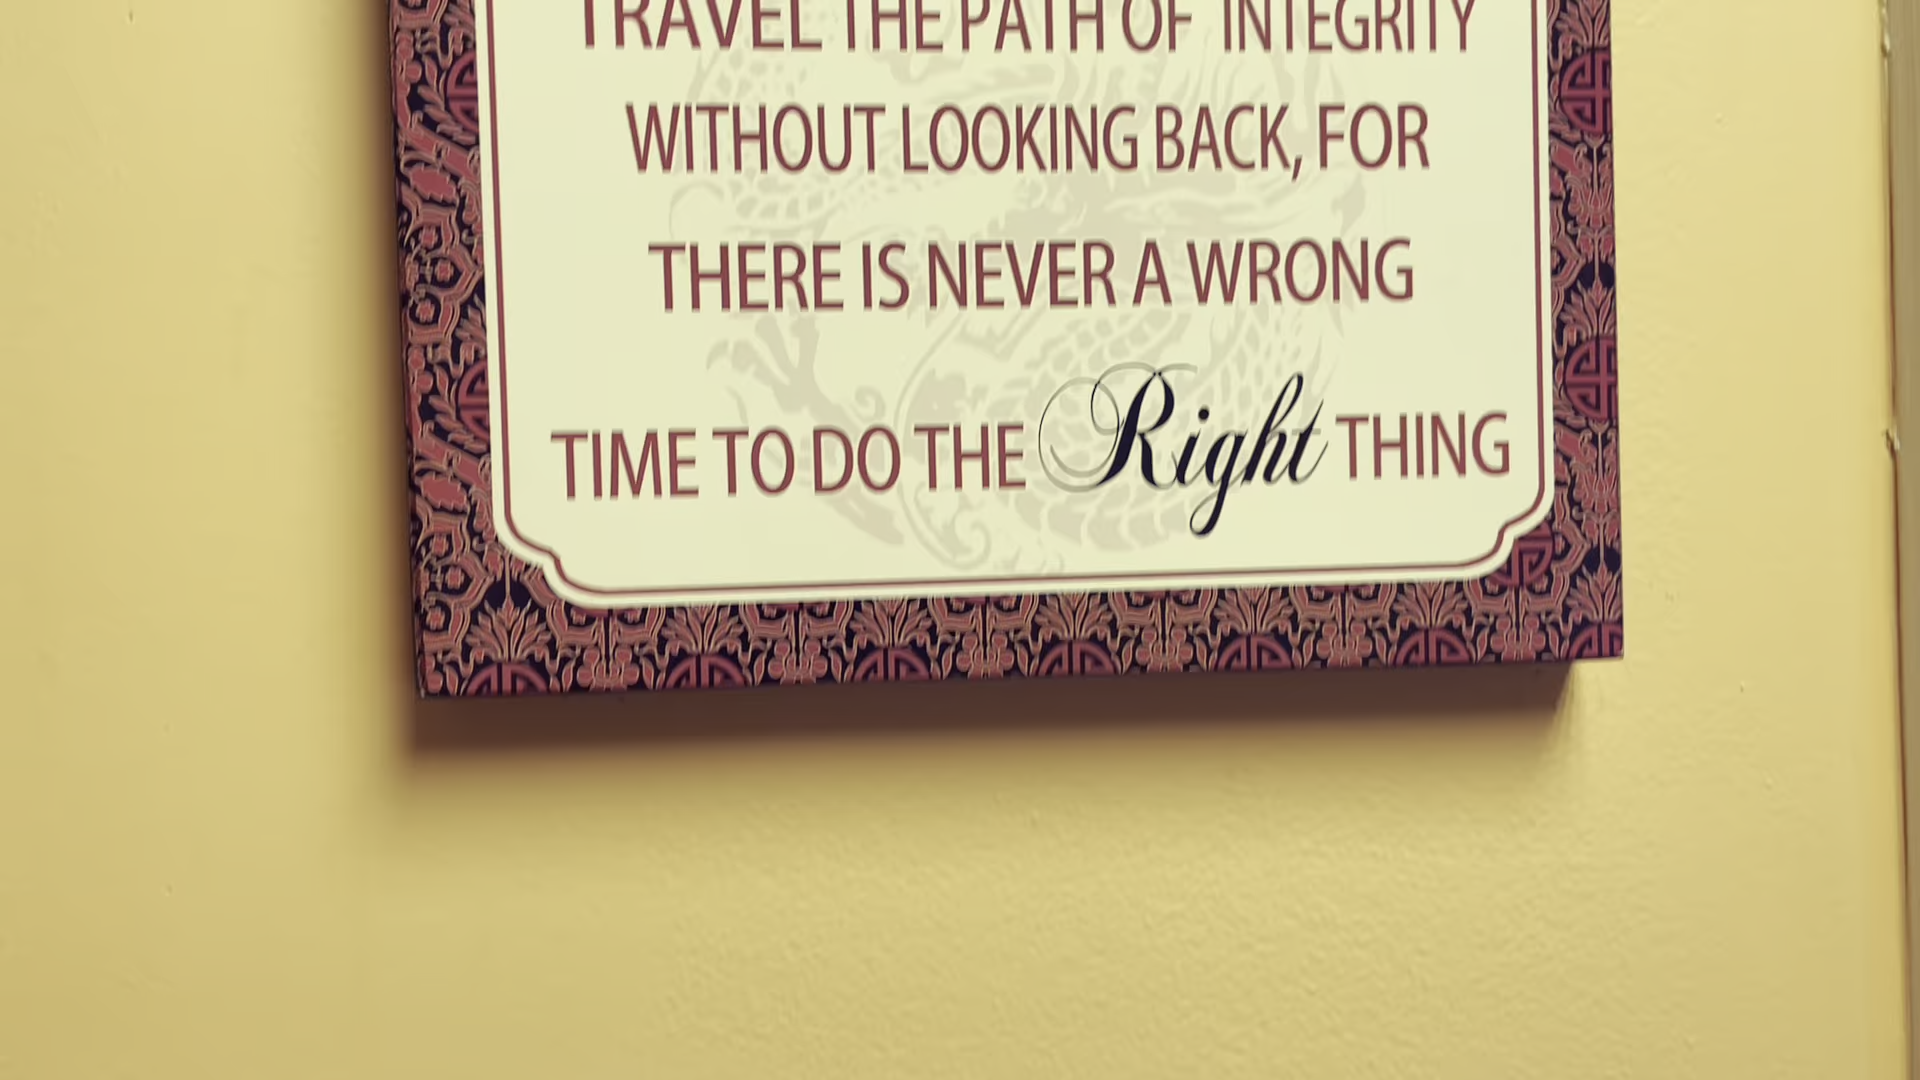 TRAVEL THE PATH OF INTEGRITY
WITHOUT LOOKING BACK, FOR
THERE IS NEVER A WRONG
TIME TO DO THE Right THING